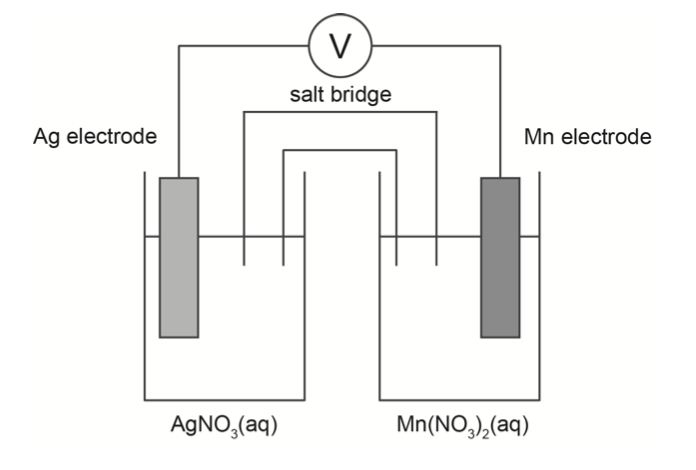 V
salt bridge
Ag electrode
Mn electrode
AgNO₃(aq)
Mn(NO₃)₂(aq)